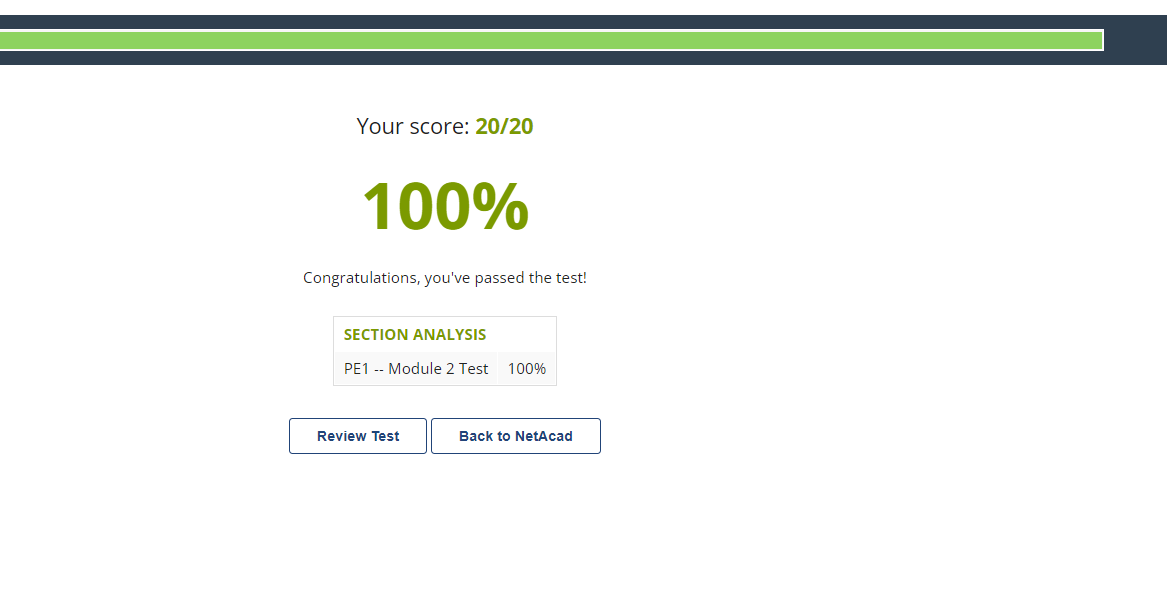 Your score: 20/20
100%
Congratulations, you've passed the test!
SECTION ANALYSIS
PE1 -- Module 2 Test 100%
Review Test Back to NetAcad